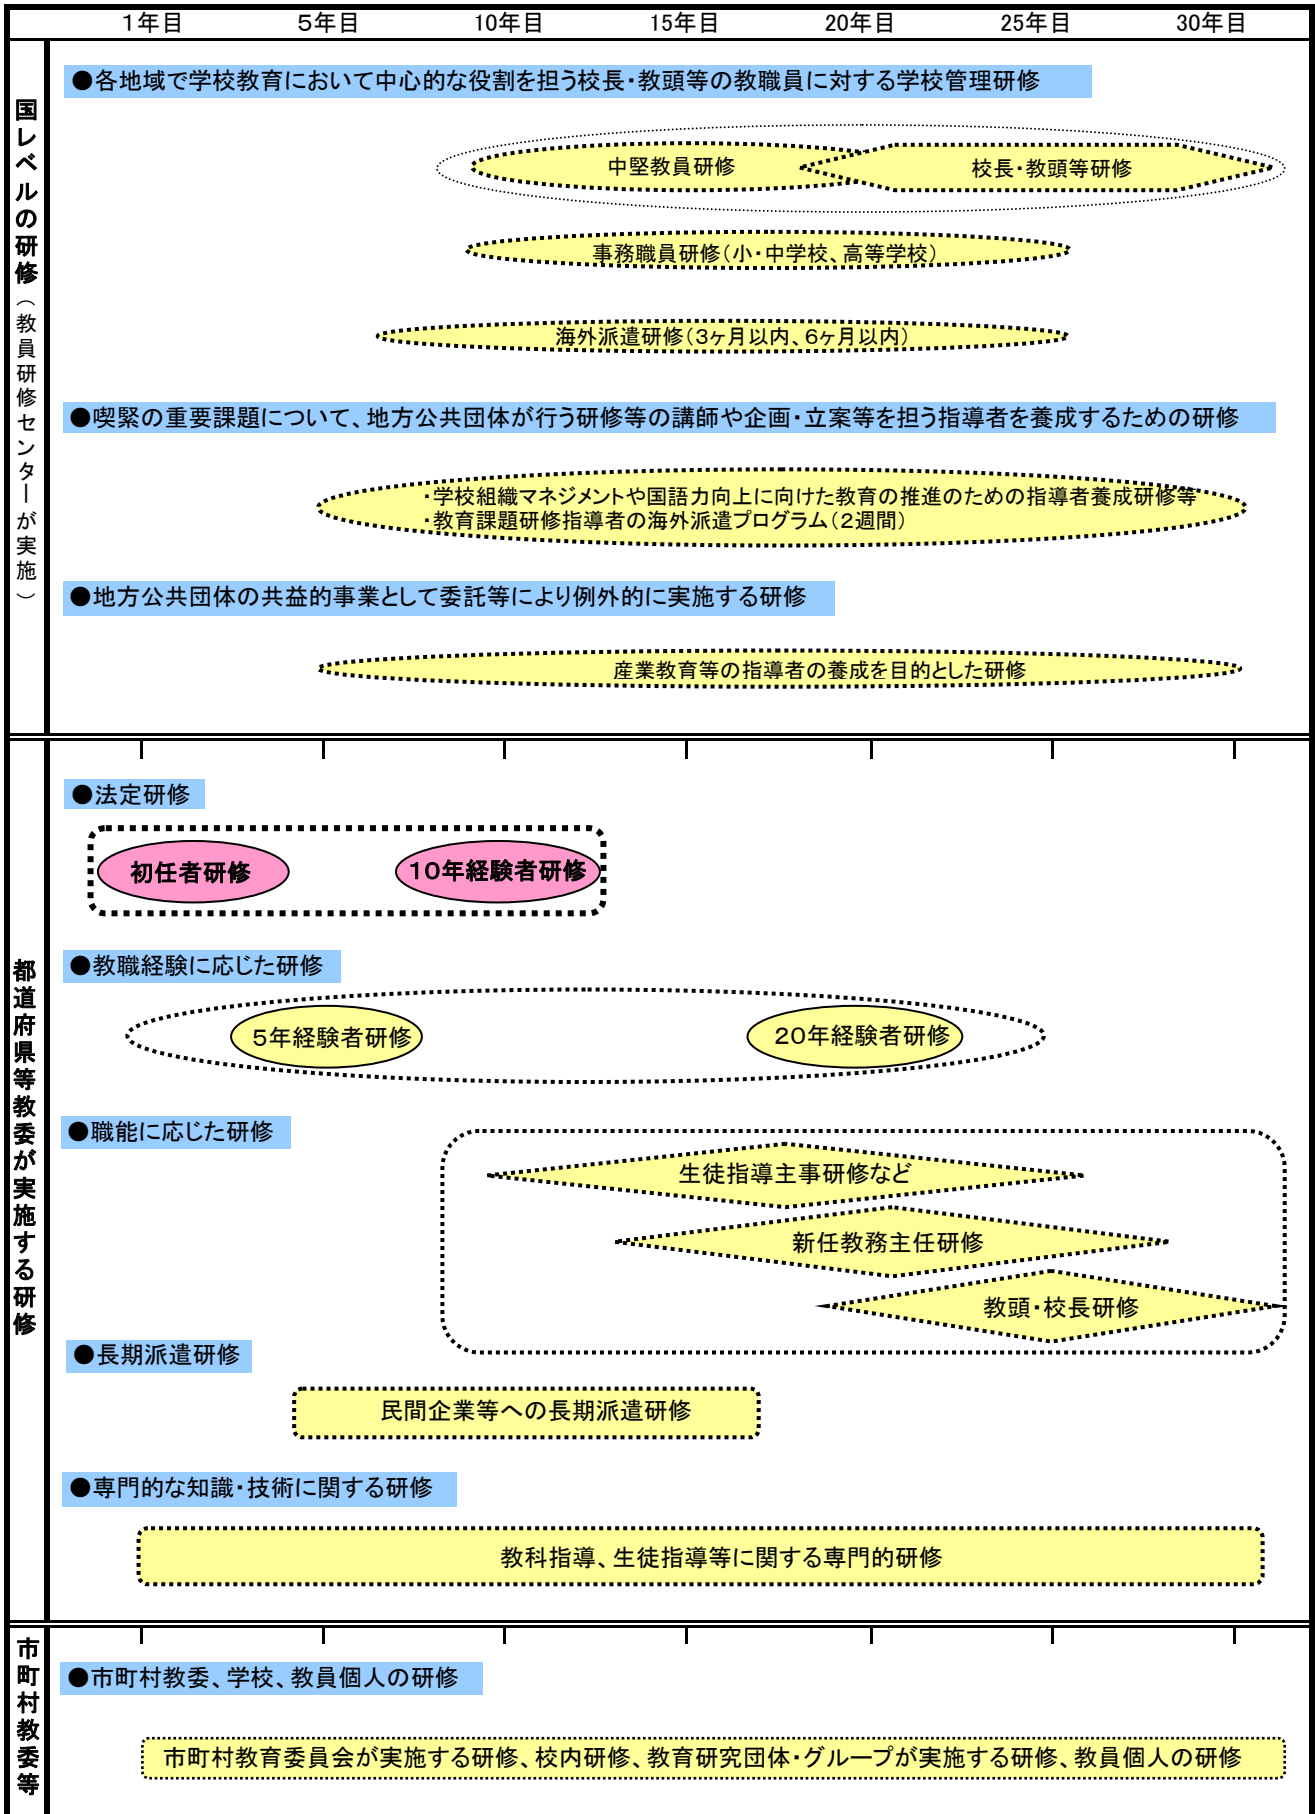 １年目 ５年目 10年目 15年目 20年目 25年目 30年目
国レベルの研修（教員研修センターが実施）
●各地域で学校教育において中心的な役割を担う校長・教頭等の教職員に対する学校管理研修
中堅教員研修
校長・教頭等研修
事務職員研修（小・中学校、高等学校）
海外派遣研修（３ヶ月以内、６ヶ月以内）
●喫緊の重要課題について、地方公共団体が行う研修等の講師や企画・立案等を担う指導者を養成するための研修
・学校組織マネジメントや国語力向上に向けた教育の推進のための指導者養成研修等
・教育課題研修指導者の海外派遣プログラム（２週間）
●地方公共団体の共益的事業として委託等により例外的に実施する研修
産業教育等の指導者の養成を目的とした研修
都道府県等教委が実施する研修
●法定研修
初任者研修
１０年経験者研修
●教職経験に応じた研修
５年経験者研修
２０年経験者研修
●職能に応じた研修
生徒指導主事研修など
新任教務主任研修
教頭・校長研修
●長期派遣研修
民間企業等への長期派遣研修
●専門的な知識・技術に関する研修
教科指導、生徒指導等に関する専門的研修
市町村教委等
●市町村教委、学校、教員個人の研修
市町村教育委員会が実施する研修、校内研修、教育研究団体・グループが実施する研修、教員個人の研修